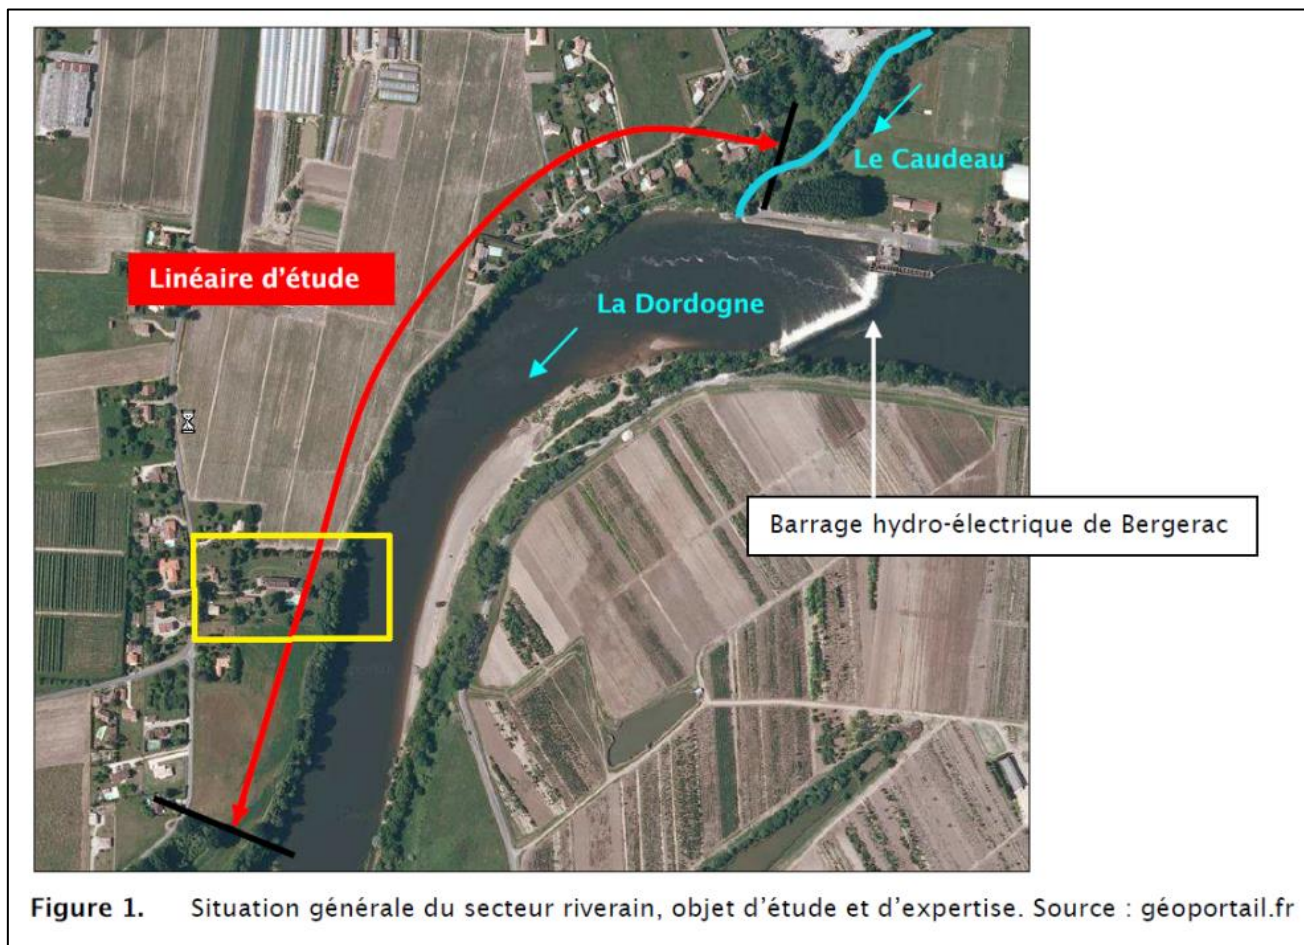 Le Caudeau
Linéaire d'étude
La Dordogne
Barrage hydro-électrique de Bergerac
Figure 1. Situation générale du secteur riverain, objet d'étude et d'expertise. Source : géoportail.fr